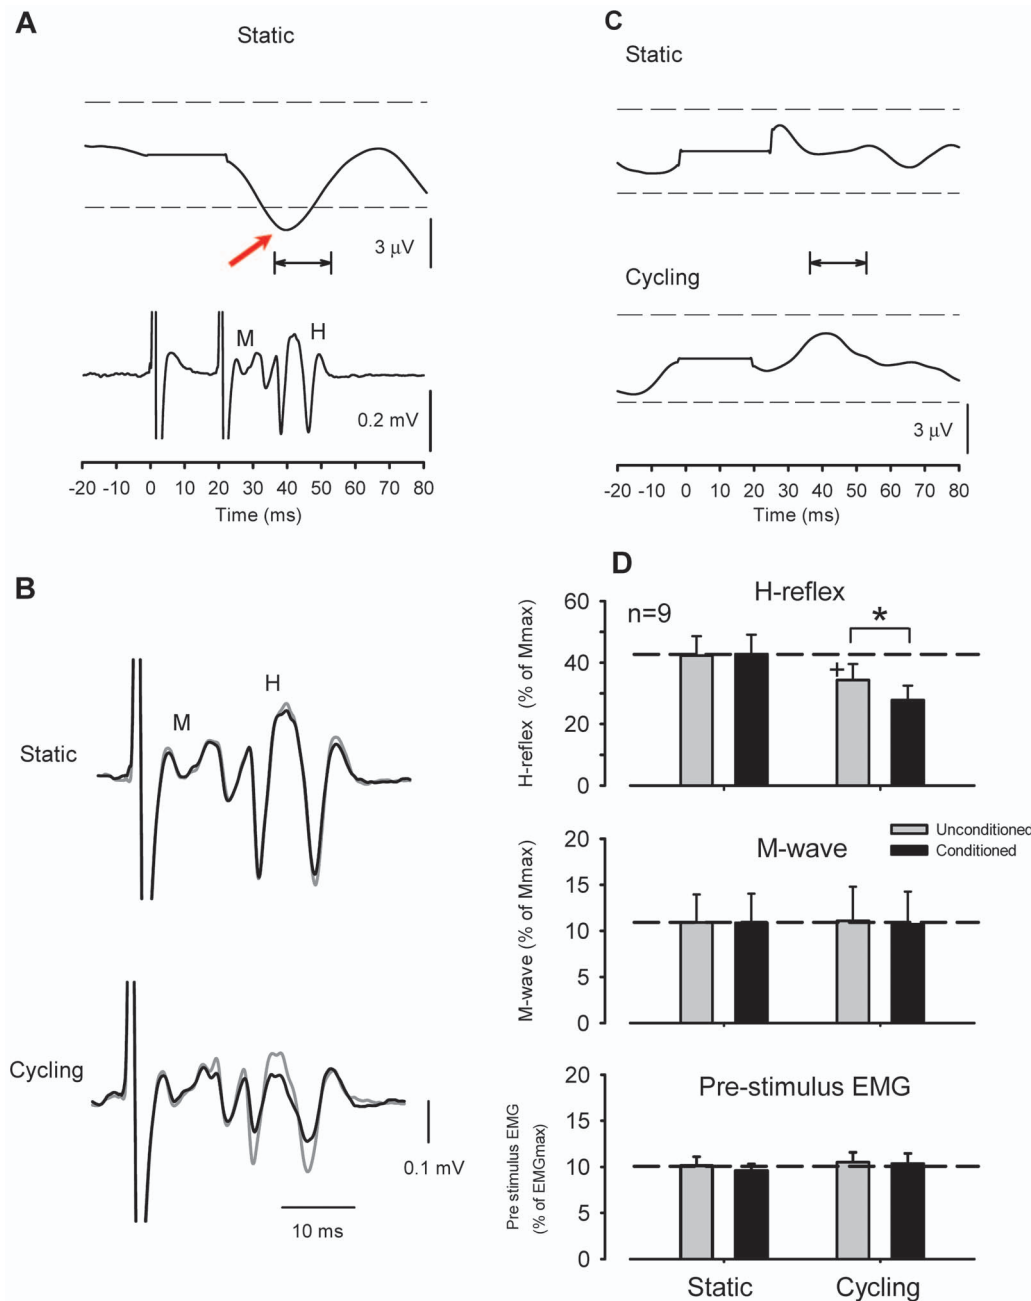 A
Static
3 μV
M
H
0.2 mV
-20 -10 0 10 20 30 40 50 60 70 80
Time (ms)
C
Static
Cycling
3 μV
-20 -10 0 10 20 30 40 50 60 70 80
Time (ms)
B
Static
M
H
Cycling
0.1 mV
10 ms
D
H-reflex
n=9
*
+
H-reflex (% of Mmax)
60
40
20
0
Unconditioned
Conditioned
M-wave
M-wave (% of Mmax)
20
15
10
5
0
Pre-stimulus EMG
Pre stimulus EMG
(% of EMGmax)
20
15
10
5
0
Static Cycling